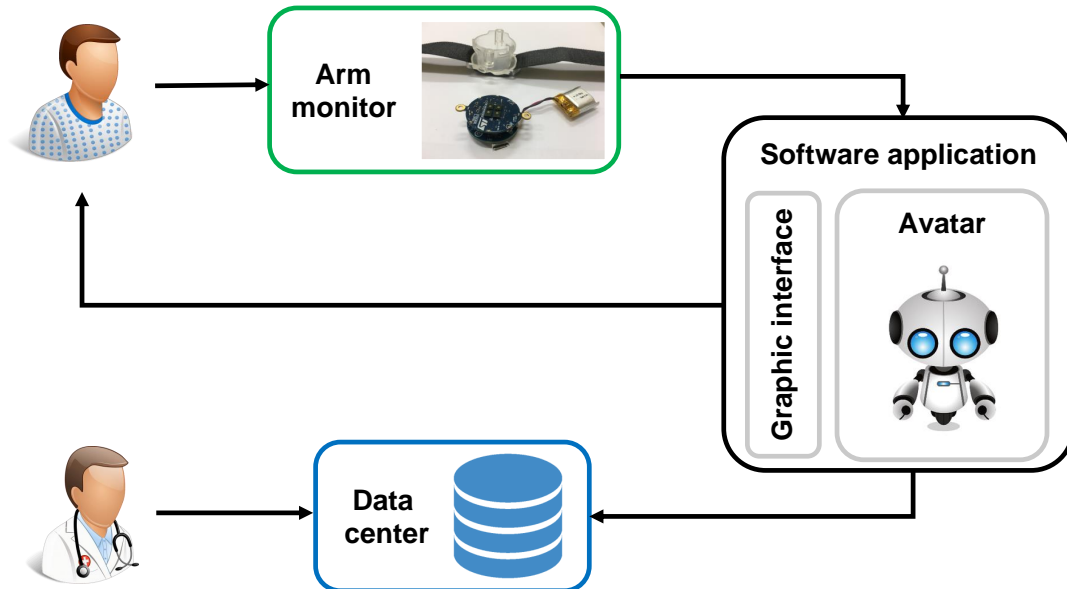 Arm
monitor
Software application
Graphic interface
Avatar
Data
center